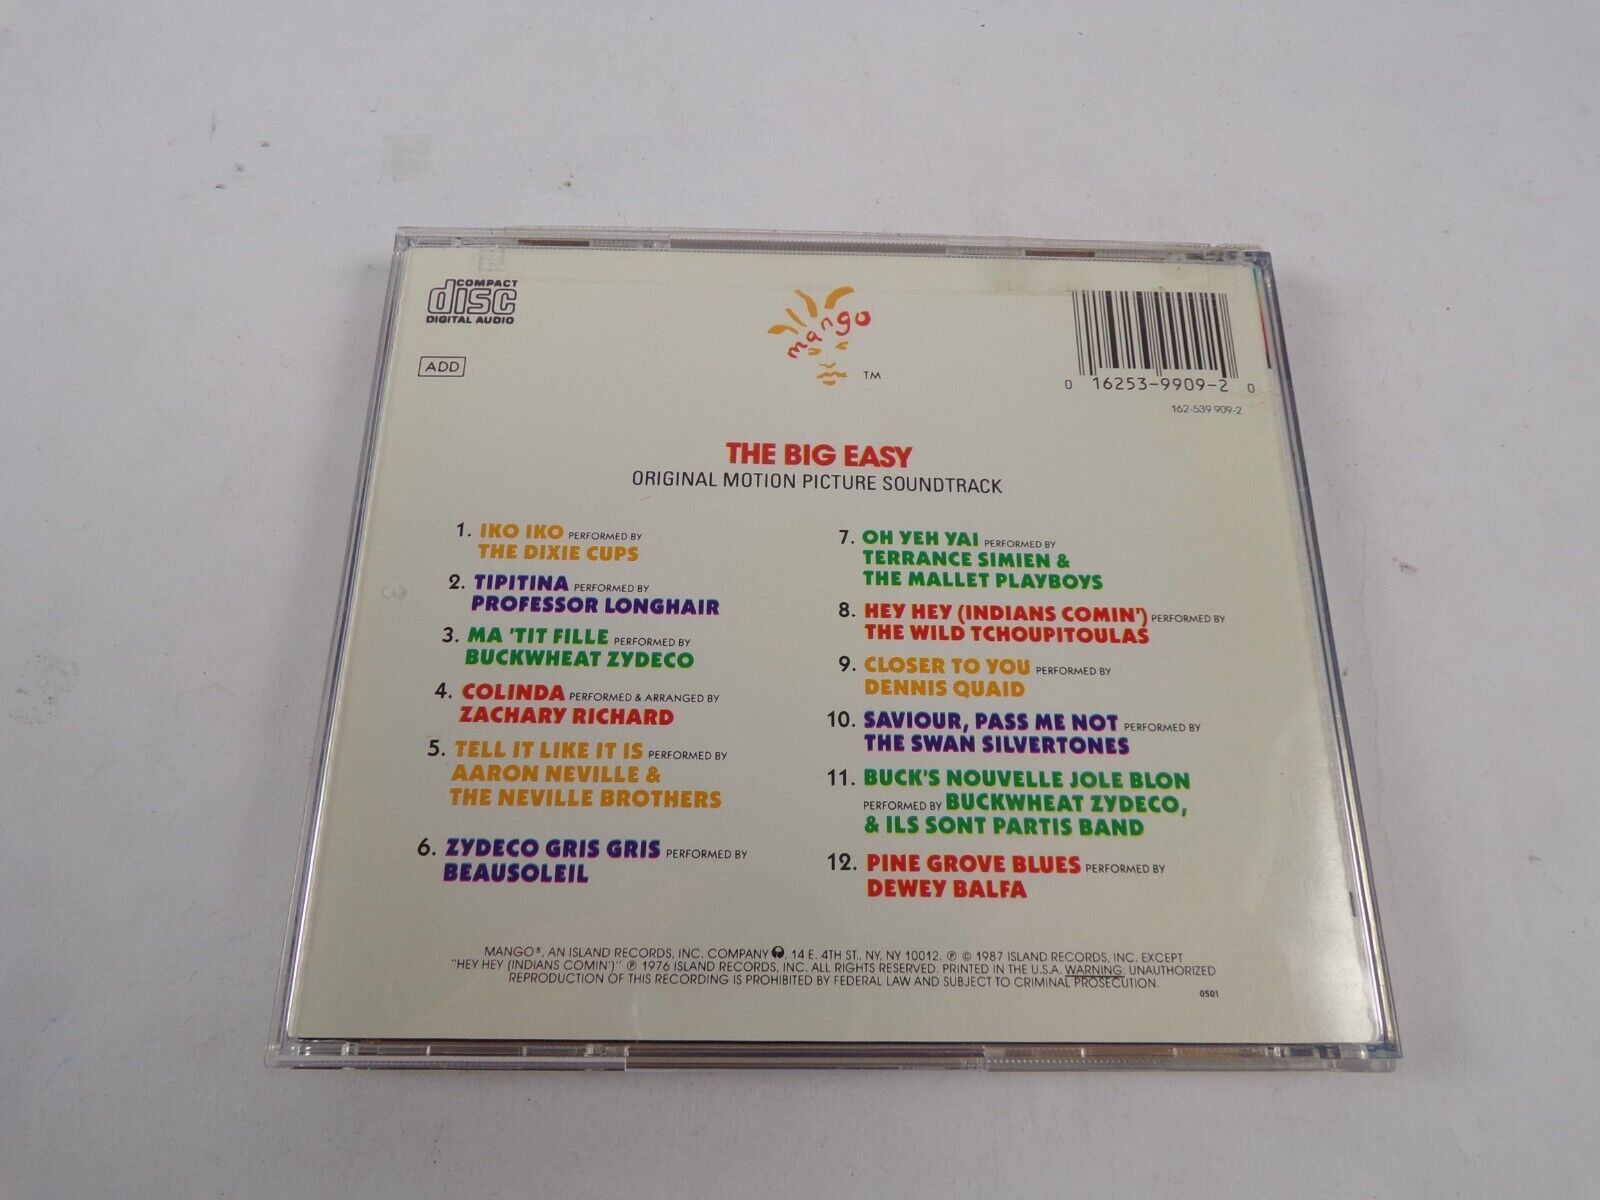 COMPACT
disc
DIGITAL AUDIO
ADD
mango
TM
0 16253-9909-2 0
162-539 909-2
THE BIG EASY
ORIGINAL MOTION PICTURE SOUNDTRACK
1. IKO IKO PERFORMED BY
THE DIXIE CUPS
2. TIPITINA PERFORMED BY
PROFESSOR LONGHAIR
3. MA 'TIT FILLE PERFORMED BY
BUCKWHEAT ZYDECO
4. COLINDA PERFORMED & ARRANGED BY
ZACHARY RICHARD
5. TELL IT LIKE IT IS PERFORMED BY
AARON NEVILLE &
THE NEVILLE BROTHERS
6. ZYDECO GRIS GRIS PERFORMED BY
BEAUSOLEIL
7. OH YEH YAI PERFORMED BY
TERRANCE SIMIEN &
THE MALLET PLAYBOYS
8. HEY HEY (INDIANS COMIN') PERFORMED BY
THE WILD TCHOUPITOULAS
9. CLOSER TO YOU PERFORMED BY
DENNIS QUAID
10. SAVIOUR, PASS ME NOT PERFORMED BY
THE SWAN SILVERTONES
11. BUCK'S NOUVELLE JOLE BLON
PERFORMED BY BUCKWHEAT ZYDECO,
& ILS SONT PARTIS BAND
12. PINE GROVE BLUES PERFORMED BY
DEWEY BALFA
MANGO®, AN ISLAND RECORDS, INC. COMPANY, 14 E. 4TH ST., NY, NY 10012. ℗ © 1987 ISLAND RECORDS, INC. EXCEPT
"HEY HEY (INDIANS COMIN')" ℗ 1976 ISLAND RECORDS, INC. ALL RIGHTS RESERVED. PRINTED IN THE U.S.A. WARNING: UNAUTHORIZED
REPRODUCTION OF THIS RECORDING IS PROHIBITED BY FEDERAL LAW AND SUBJECT TO CRIMINAL PROSECUTION.
0501